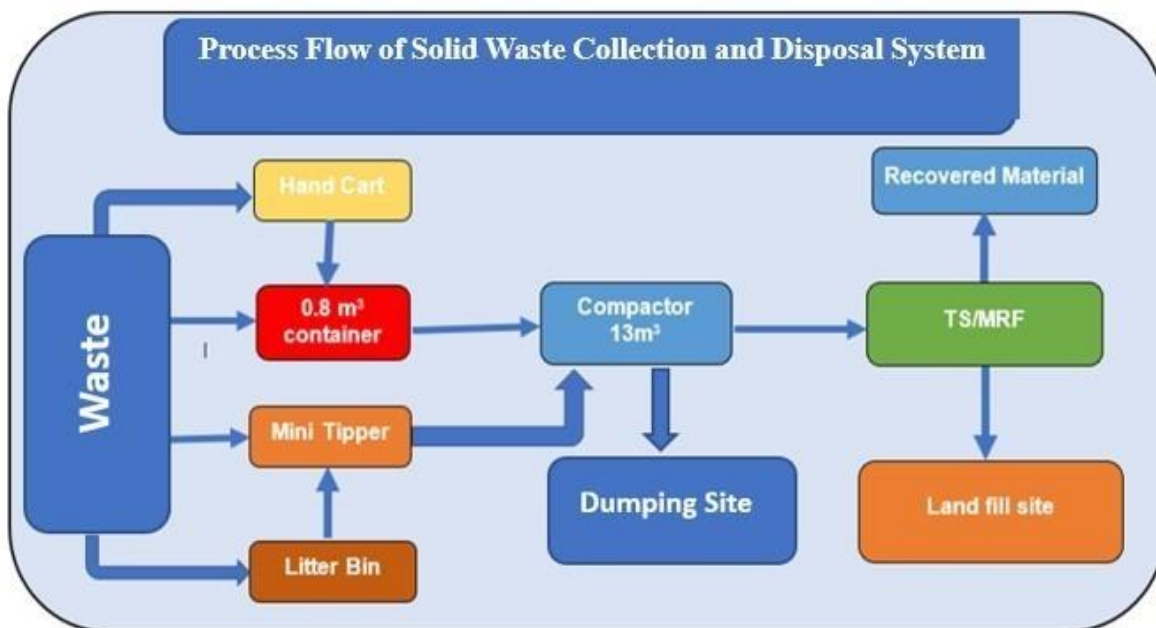 Process Flow of Solid Waste Collection and Disposal System
Hand Cart
Recovered Material
Waste
0.8 m³
container
Compactor
13m³
TS/MRF
Mini Tipper
Dumping Site
Land fill site
Litter Bin